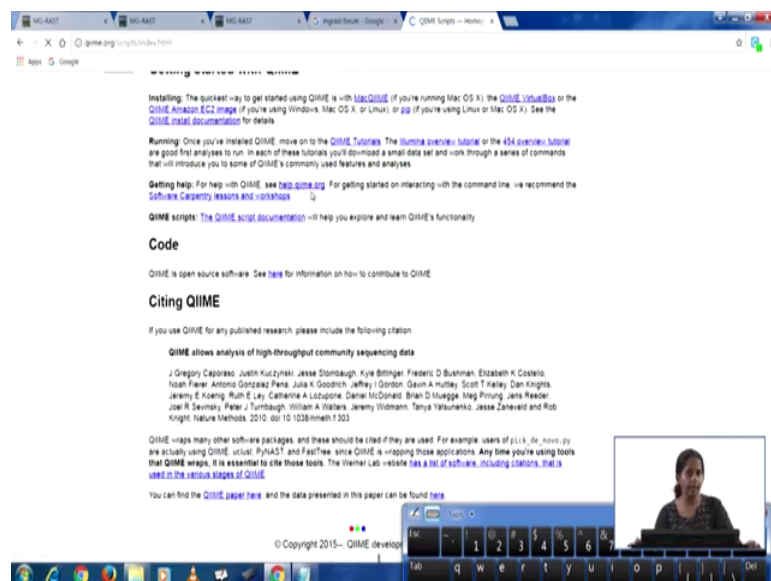 MG-RAST
MG-RAST
MG-RAST
mgrast forum - Google
QIIME Scripts — Home
qiime.org/scripts/index.html
Apps
Google
Getting started with QIIME
Installing: The quickest way to get started using QIIME is with MacQIIME (if you're running Mac OS X), the QIIME VirtualBox or the
QIIME Amazon EC2 image (if you're using Windows, Mac OS X, or Linux), or pip (if you're using Linux or Mac OS X). See the
QIIME install documentation for details
Running: Once you've installed QIIME, move on to the QIIME Tutorials. The Illumina overview tutorial or the 454 overview tutorial
are good first analyses to run. In each of these tutorials you'll download a small data set and work through a series of commands
that will introduce you to some of QIIME's commonly used features and analyses
Getting help: For help with QIIME, see help.qiime.org. For getting started on interacting with the command line, we recommend the
Software Carpentry lessons and workshops
QIIME scripts: The QIIME script documentation will help you explore and learn QIIME's functionality
Code
QIIME is open source software. See here for information on how to contribute to QIIME
Citing QIIME
If you use QIIME for any published research, please include the following citation
QIIME allows analysis of high-throughput community sequencing data
J Gregory Caporaso, Justin Kuczynski, Jesse Stombaugh, Kyle Bittinger, Frederic D Bushman, Elizabeth K Costello,
Noah Fierer, Antonio Gonzalez Pena, Julia K Goodrich, Jeffrey I Gordon, Gavin A Huttley, Scott T Kelley, Dan Knights,
Jeremy E Koenig, Ruth E Ley, Catherine A Lozupone, Daniel McDonald, Brian D Muegge, Meg Pirrung, Jens Reeder,
Joel R Sevinsky, Peter J Turnbaugh, William A Walters, Jeremy Widmann, Tanya Yatsunenko, Jesse Zaneveld and Rob
Knight. Nature Methods, 2010. doi 10.1038/nmeth.f.303
QIIME wraps many other software packages, and these should be cited if they are used. For example, users of pick_de_novo.py
are actually using QIIME, uclust, PyNAST, and FastTree, since QIIME is wrapping those applications. Any time you're using tools
that QIIME wraps, it is essential to cite those tools. The Werner Lab website has a list of software, including citations, that is
used in the various stages of QIIME
You can find the QIIME paper here, and the data presented in this paper can be found here
© Copyright 2015--, QIIME develop
Tools
Esc ~ ` ! 1 @ 2 # 3 $ 4 % 5 ^ 6 & 7
Tab q w e r t y u i o p Del